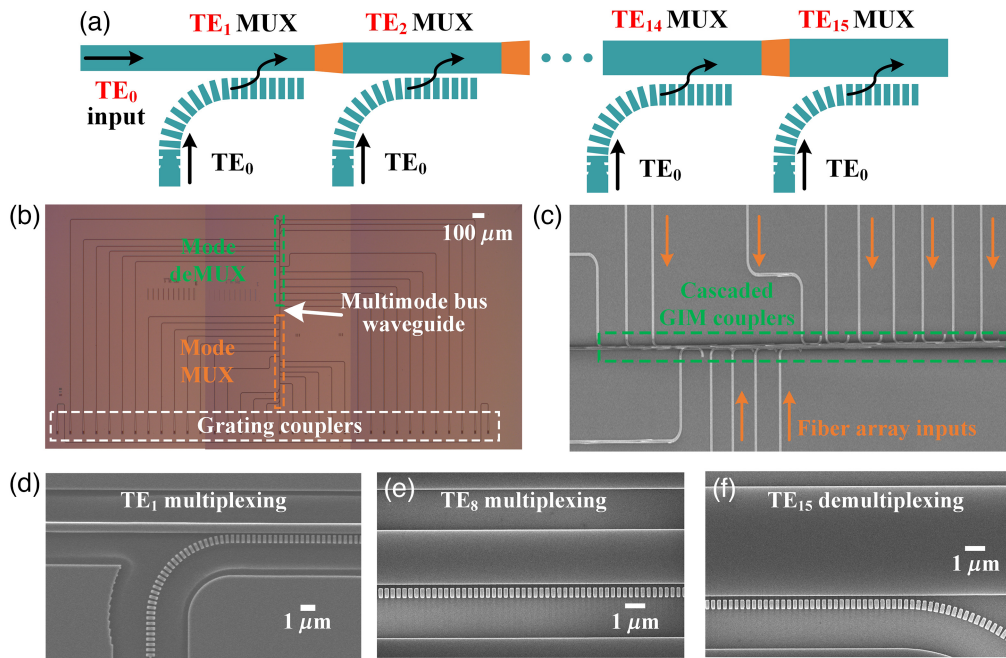 (a)
TE₁ MUX
TE₂ MUX
TE₁₄ MUX
TE₁₅ MUX
TE₀
input
TE₀
TE₀
TE₀
TE₀
(b)
100 μm
Mode
deMUX
Multimode bus
waveguide
Mode
MUX
Grating couplers
(c)
Cascaded
GIM couplers
Fiber array inputs
(d)
TE₁ multiplexing
1 μm
(e)
TE₈ multiplexing
1 μm
(f)
TE₁₅ demultiplexing
1 μm